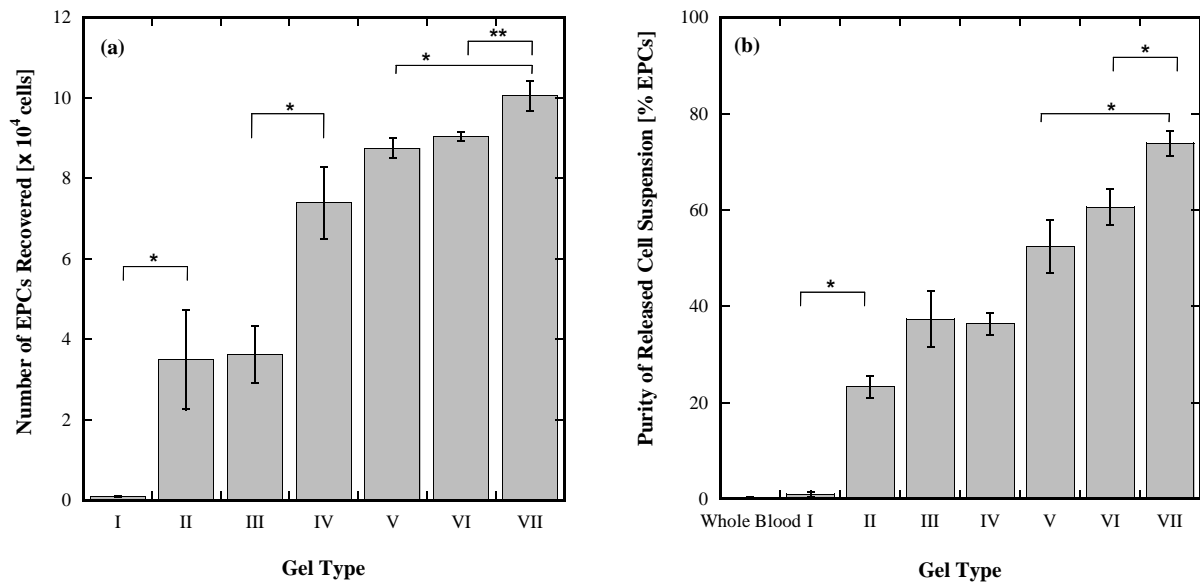 (a)
Number of EPCs Recovered [x 10^4 cells]
12
10
8
6
4
2
0
*
*
*
**
I II III IV V VI VII
Gel Type
(b)
Purity of Released Cell Suspension [% EPCs]
100
80
60
40
20
0
*
*
*
Whole Blood I II III IV V VI VII
Gel Type